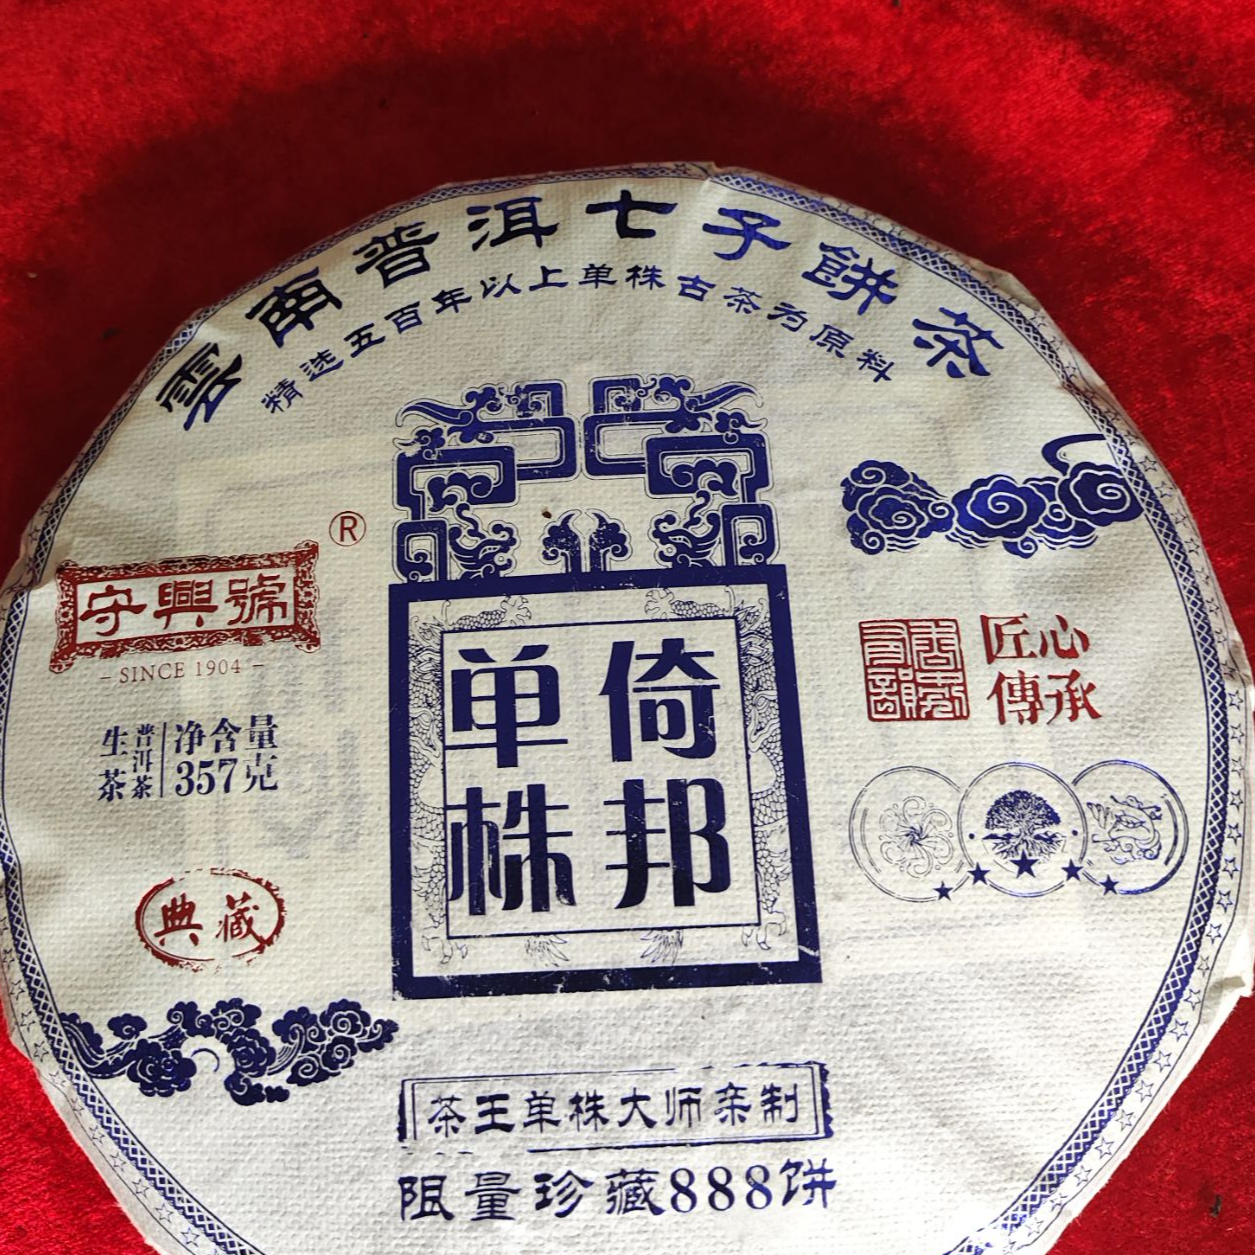 雲南普洱七子餅茶
精选五百年以上单株古茶为原料
®
守興號
SINCE 1904
生茶
普洱茶
净含量
357克
典藏
倚邦
单株
匠心
傳承
茶王单株大师亲制
限量珍藏888饼